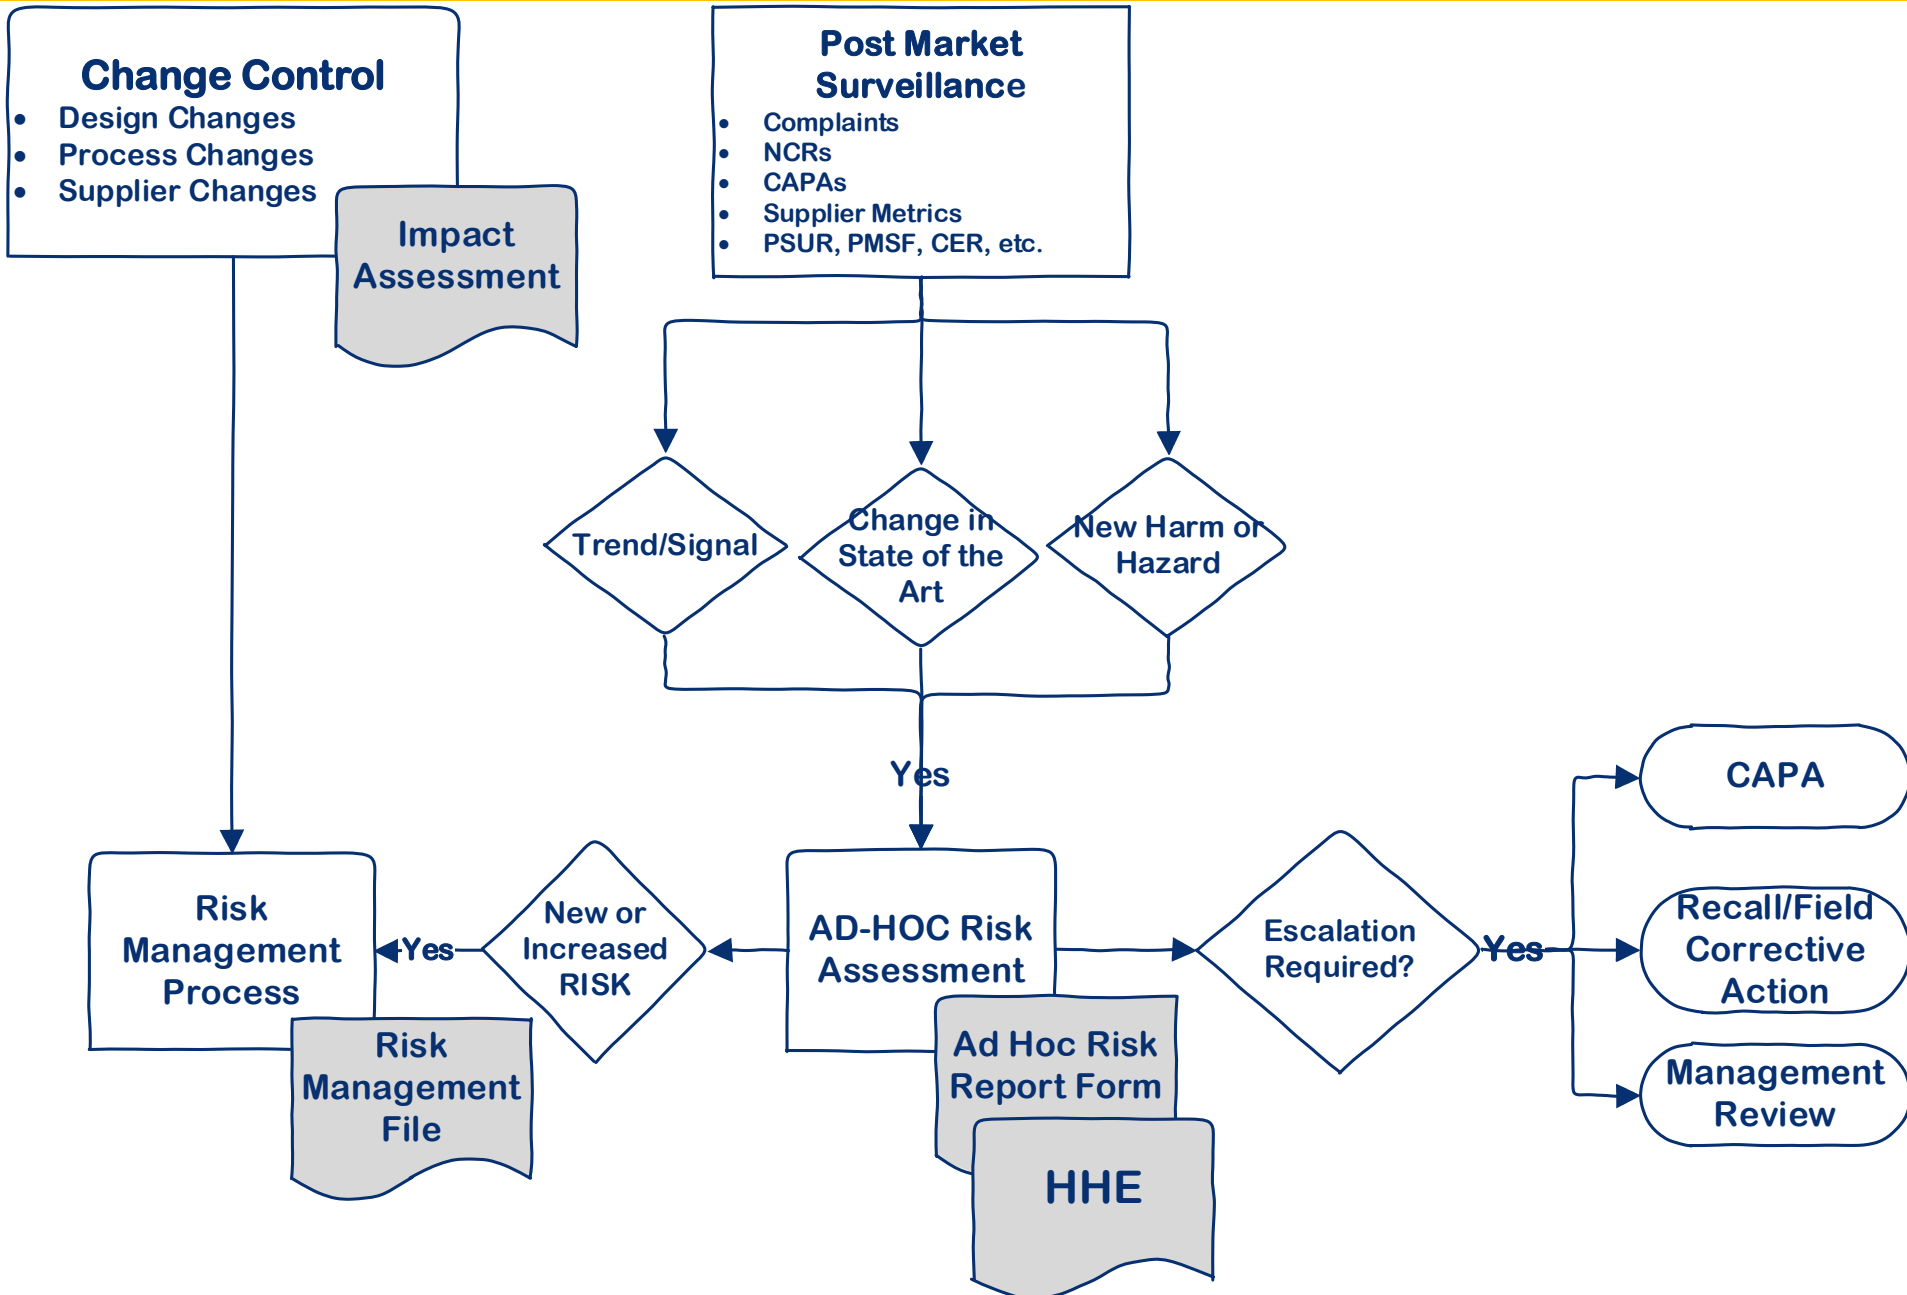 Change Control
• Design Changes
• Process Changes
• Supplier Changes
Impact
Assessment
Post Market
Surveillance
• Complaints
• NCRs
• CAPAs
• Supplier Metrics
• PSUR, PMSF, CER, etc.
Trend/Signal
Change in
State of the
Art
New Harm or
Hazard
Yes
Risk
Management
Process
Risk
Management
File
Yes
New or
Increased
RISK
AD-HOC Risk
Assessment
Ad Hoc Risk
Report Form
HHE
Escalation
Required?
Yes
CAPA
Recall/Field
Corrective
Action
Management
Review